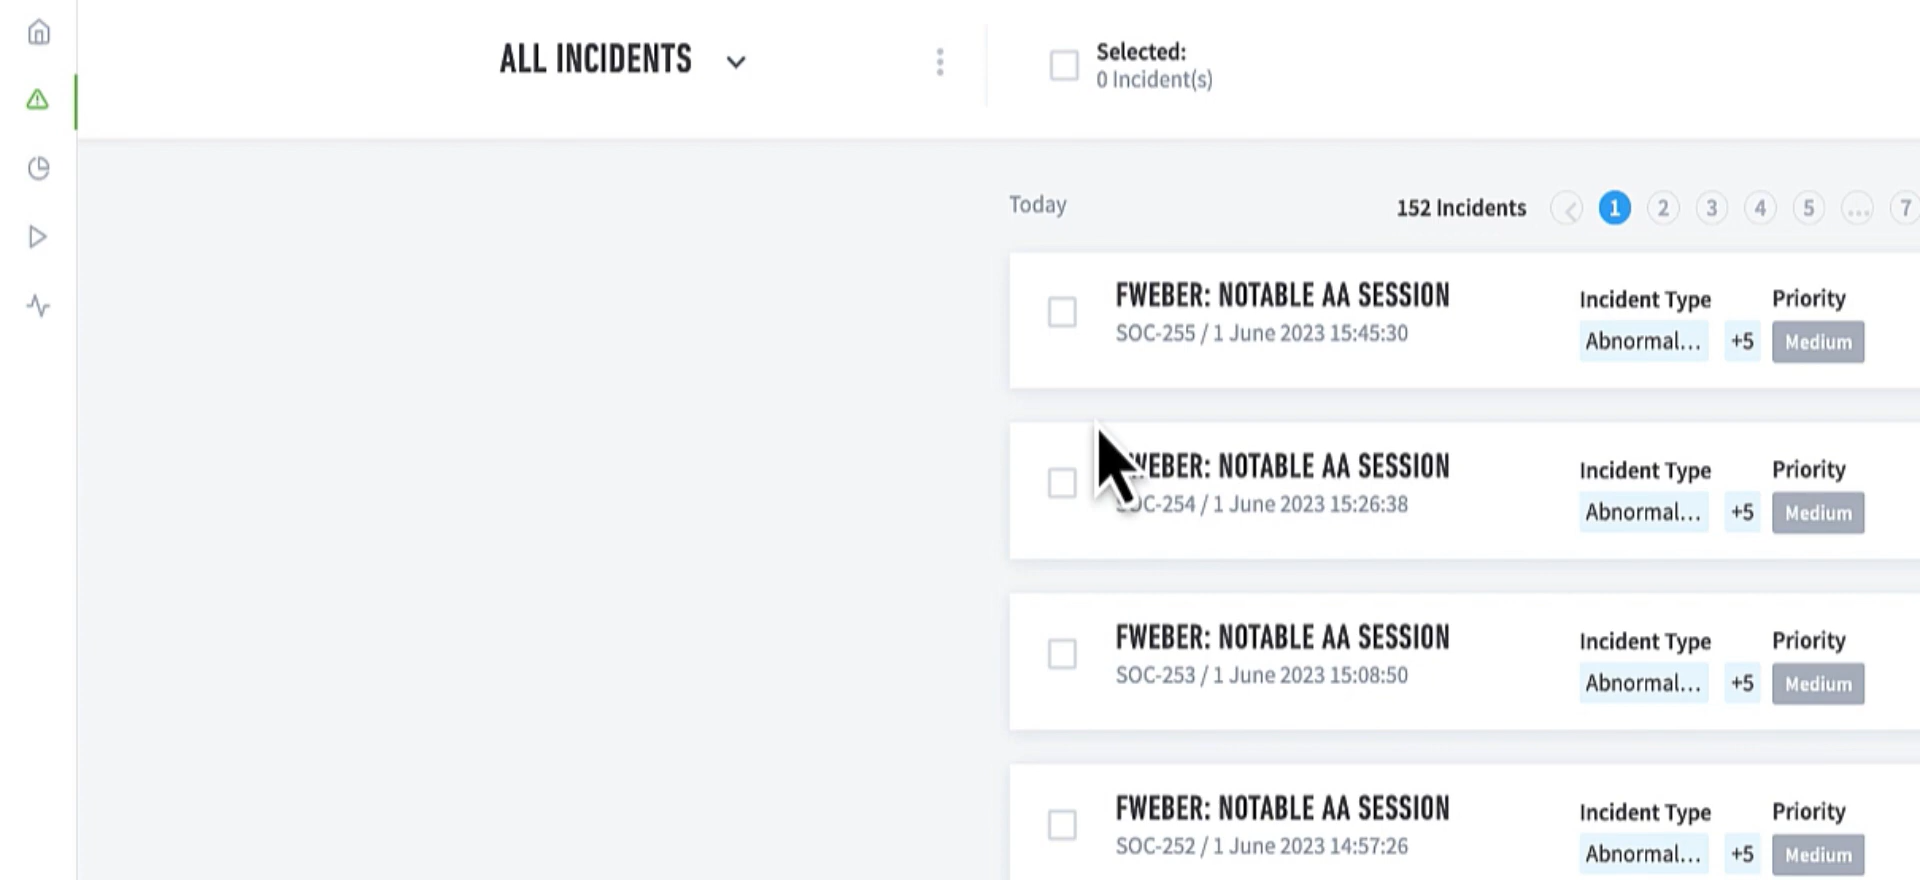 ALL INCIDENTS
Selected:
0 Incident(s)
Today
152 Incidents 1 2 3 4 5 ... 7
FWEBER: NOTABLE AA SESSION
SOC-255 / 1 June 2023 15:45:30
Incident Type Priority
Abnormal... +5 Medium
WEBER: NOTABLE AA SESSION
OC-254 / 1 June 2023 15:26:38
Incident Type Priority
Abnormal... +5 Medium
FWEBER: NOTABLE AA SESSION
SOC-253 / 1 June 2023 15:08:50
Incident Type Priority
Abnormal... +5 Medium
FWEBER: NOTABLE AA SESSION
SOC-252 / 1 June 2023 14:57:26
Incident Type Priority
Abnormal... +5 Medium